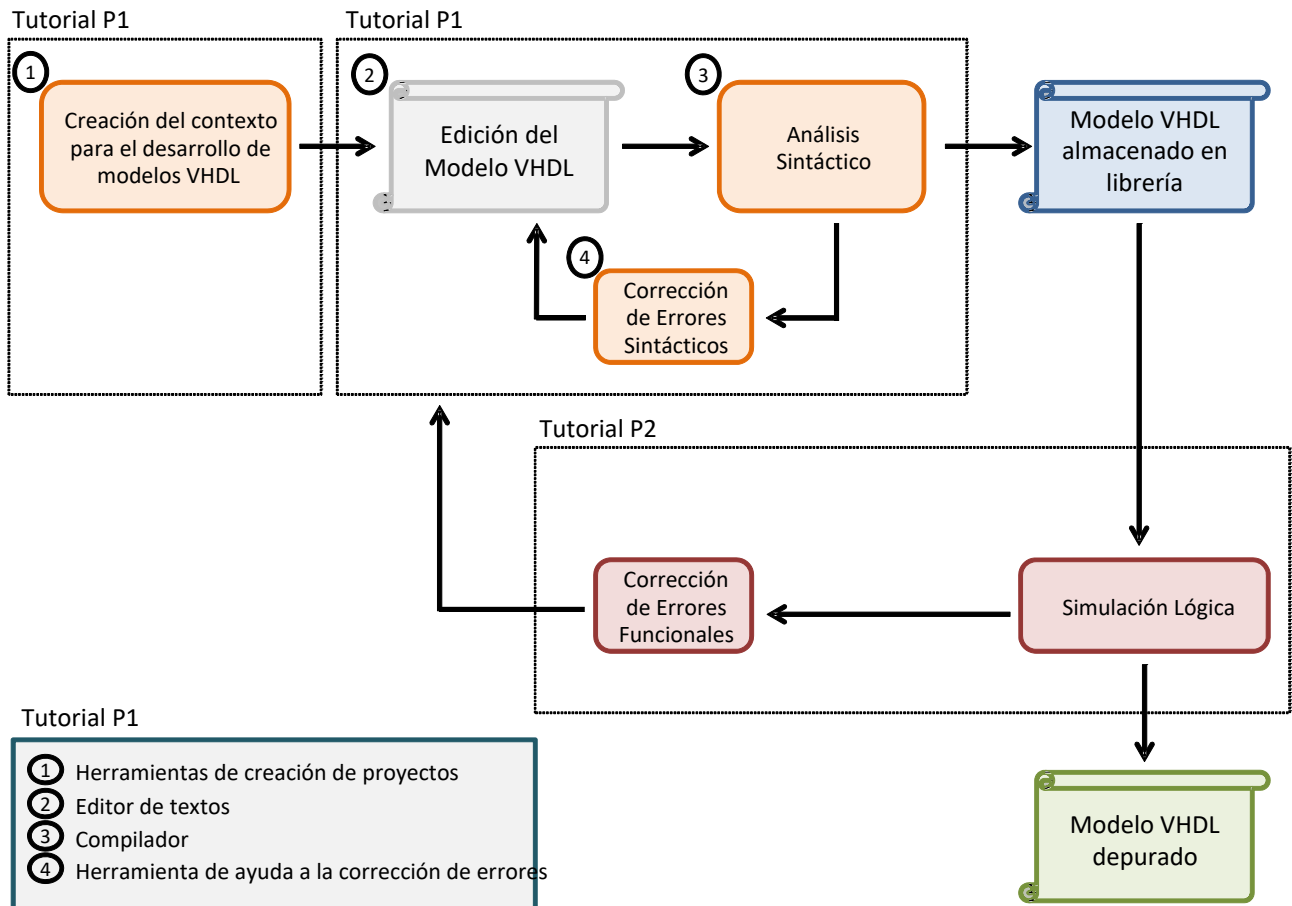 Tutorial P1
Tutorial P1
1
Creación del contexto
para el desarrollo de
modelos VHDL
2
Edición del
Modelo VHDL
3
Análisis
Sintáctico
Modelo VHDL
almacenado en
librería
4
Corrección
de Errores
Sintácticos
Tutorial P2
Corrección
de Errores
Funcionales
Simulación Lógica
Tutorial P1
1 Herramientas de creación de proyectos
2 Editor de textos
3 Compilador
4 Herramienta de ayuda a la corrección de errores
Modelo VHDL
depurado